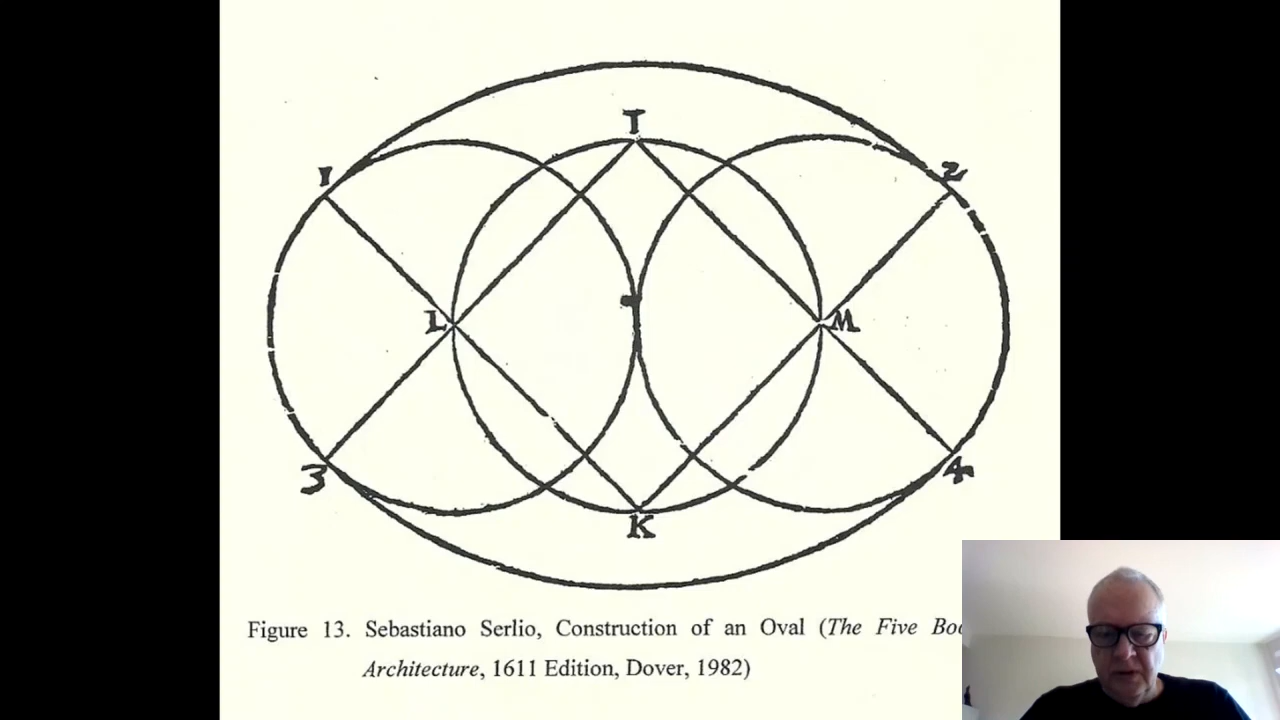 T
1
2
L
M
3
4
K
Figure 13. Sebastiano Serlio, Construction of an Oval (The Five
Architecture, 1611 Edition, Dover, 1982)